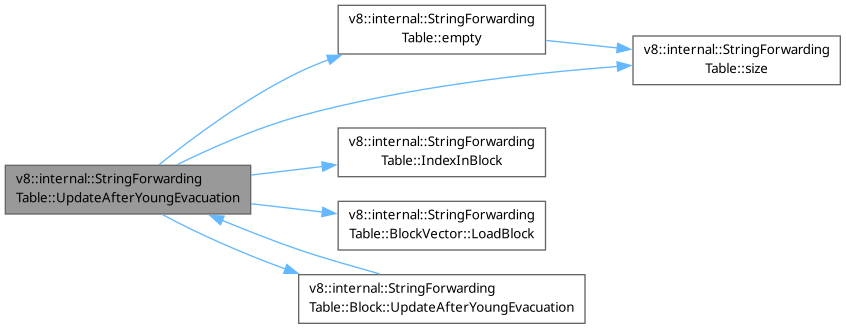 v8::internal::StringForwarding
Table::UpdateAfterYoungEvacuation
v8::internal::StringForwarding
Table::empty
v8::internal::StringForwarding
Table::size
v8::internal::StringForwarding
Table::IndexInBlock
v8::internal::StringForwarding
Table::BlockVector::LoadBlock
v8::internal::StringForwarding
Table::Block::UpdateAfterYoungEvacuation